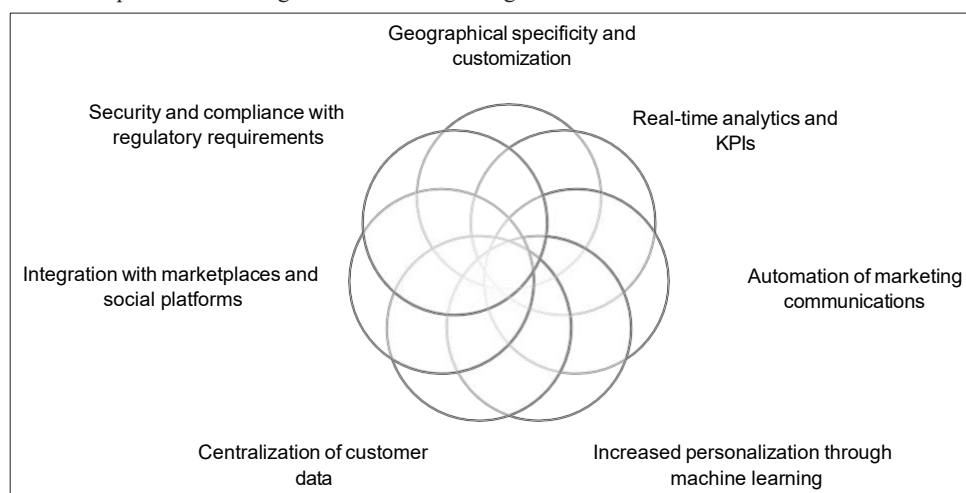 Geographical specificity and
customization
Security and compliance with
regulatory requirements
Real-time analytics and
KPIs
Integration with marketplaces and
social platforms
Automation of marketing
communications
Centralization of customer
data
Increased personalization through
machine learning